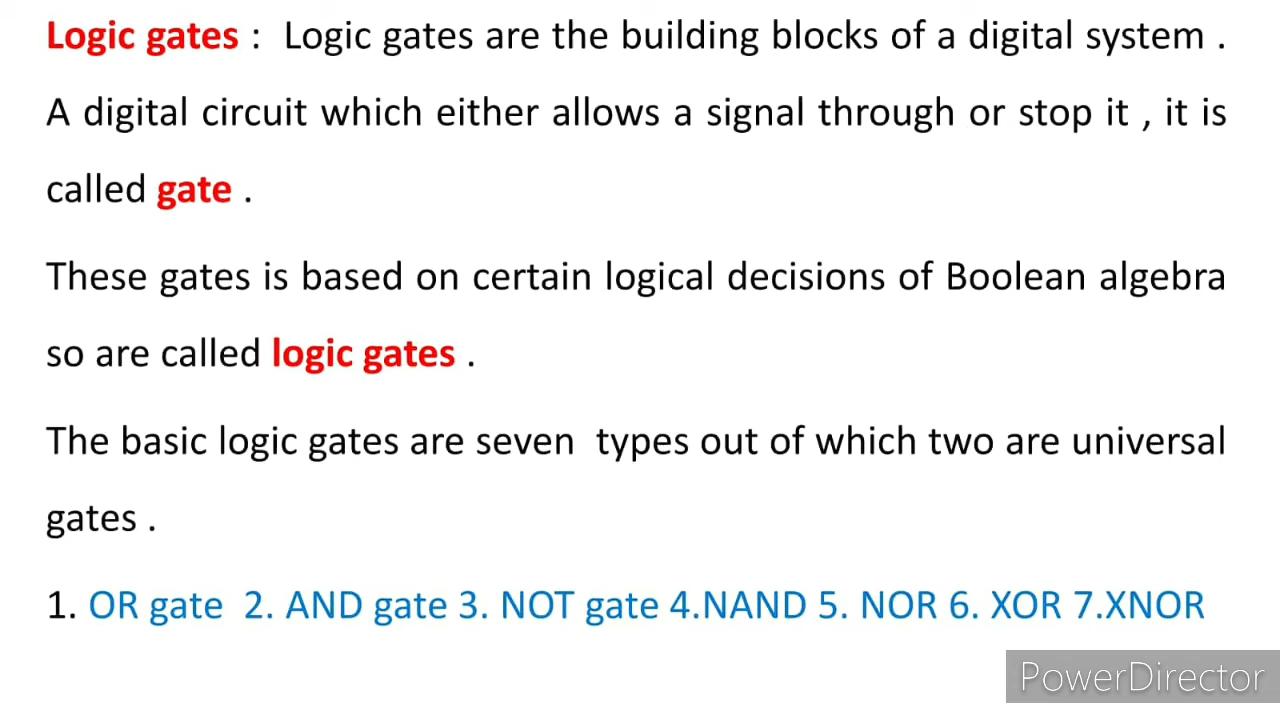 Logic gates : Logic gates are the building blocks of a digital system .
A digital circuit which either allows a signal through or stop it , it is
called gate .
These gates is based on certain logical decisions of Boolean algebra
so are called logic gates .
The basic logic gates are seven types out of which two are universal
gates .
1. OR gate 2. AND gate 3. NOT gate 4.NAND 5. NOR 6. XOR 7.XNOR
PowerDirector